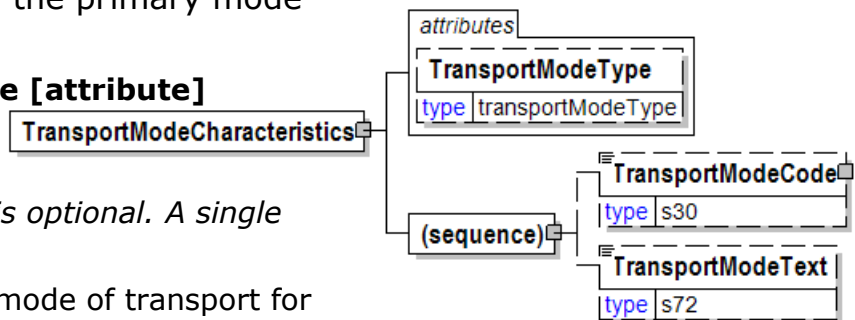 the primary mode
e [attribute]
s optional. A single
mode of transport for
TransportModeCharacteristics
attributes
TransportModeType
type transportModeType
(sequence)
TransportModeCode
type s30
TransportModeText
type s72